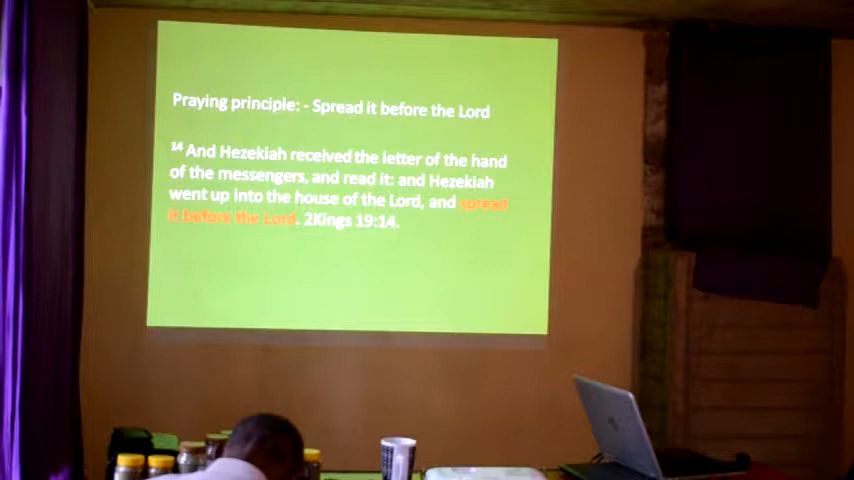 Praying principle: - Spread it before the Lord
14 And Hezekiah received the letter of the hand
of the messengers, and read it: and Hezekiah
went up into the house of the Lord, and spread
it before the Lord. 2Kings 19:14.